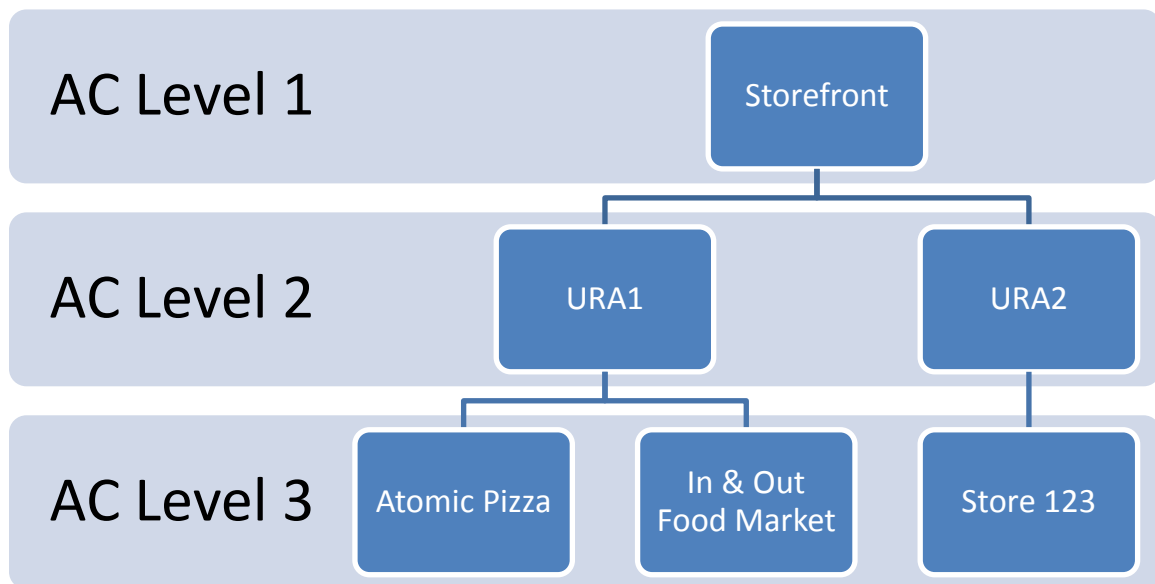 AC Level 1
Storefront
AC Level 2
URA1
URA2
AC Level 3
Atomic Pizza
In & Out
Food Market
Store 123